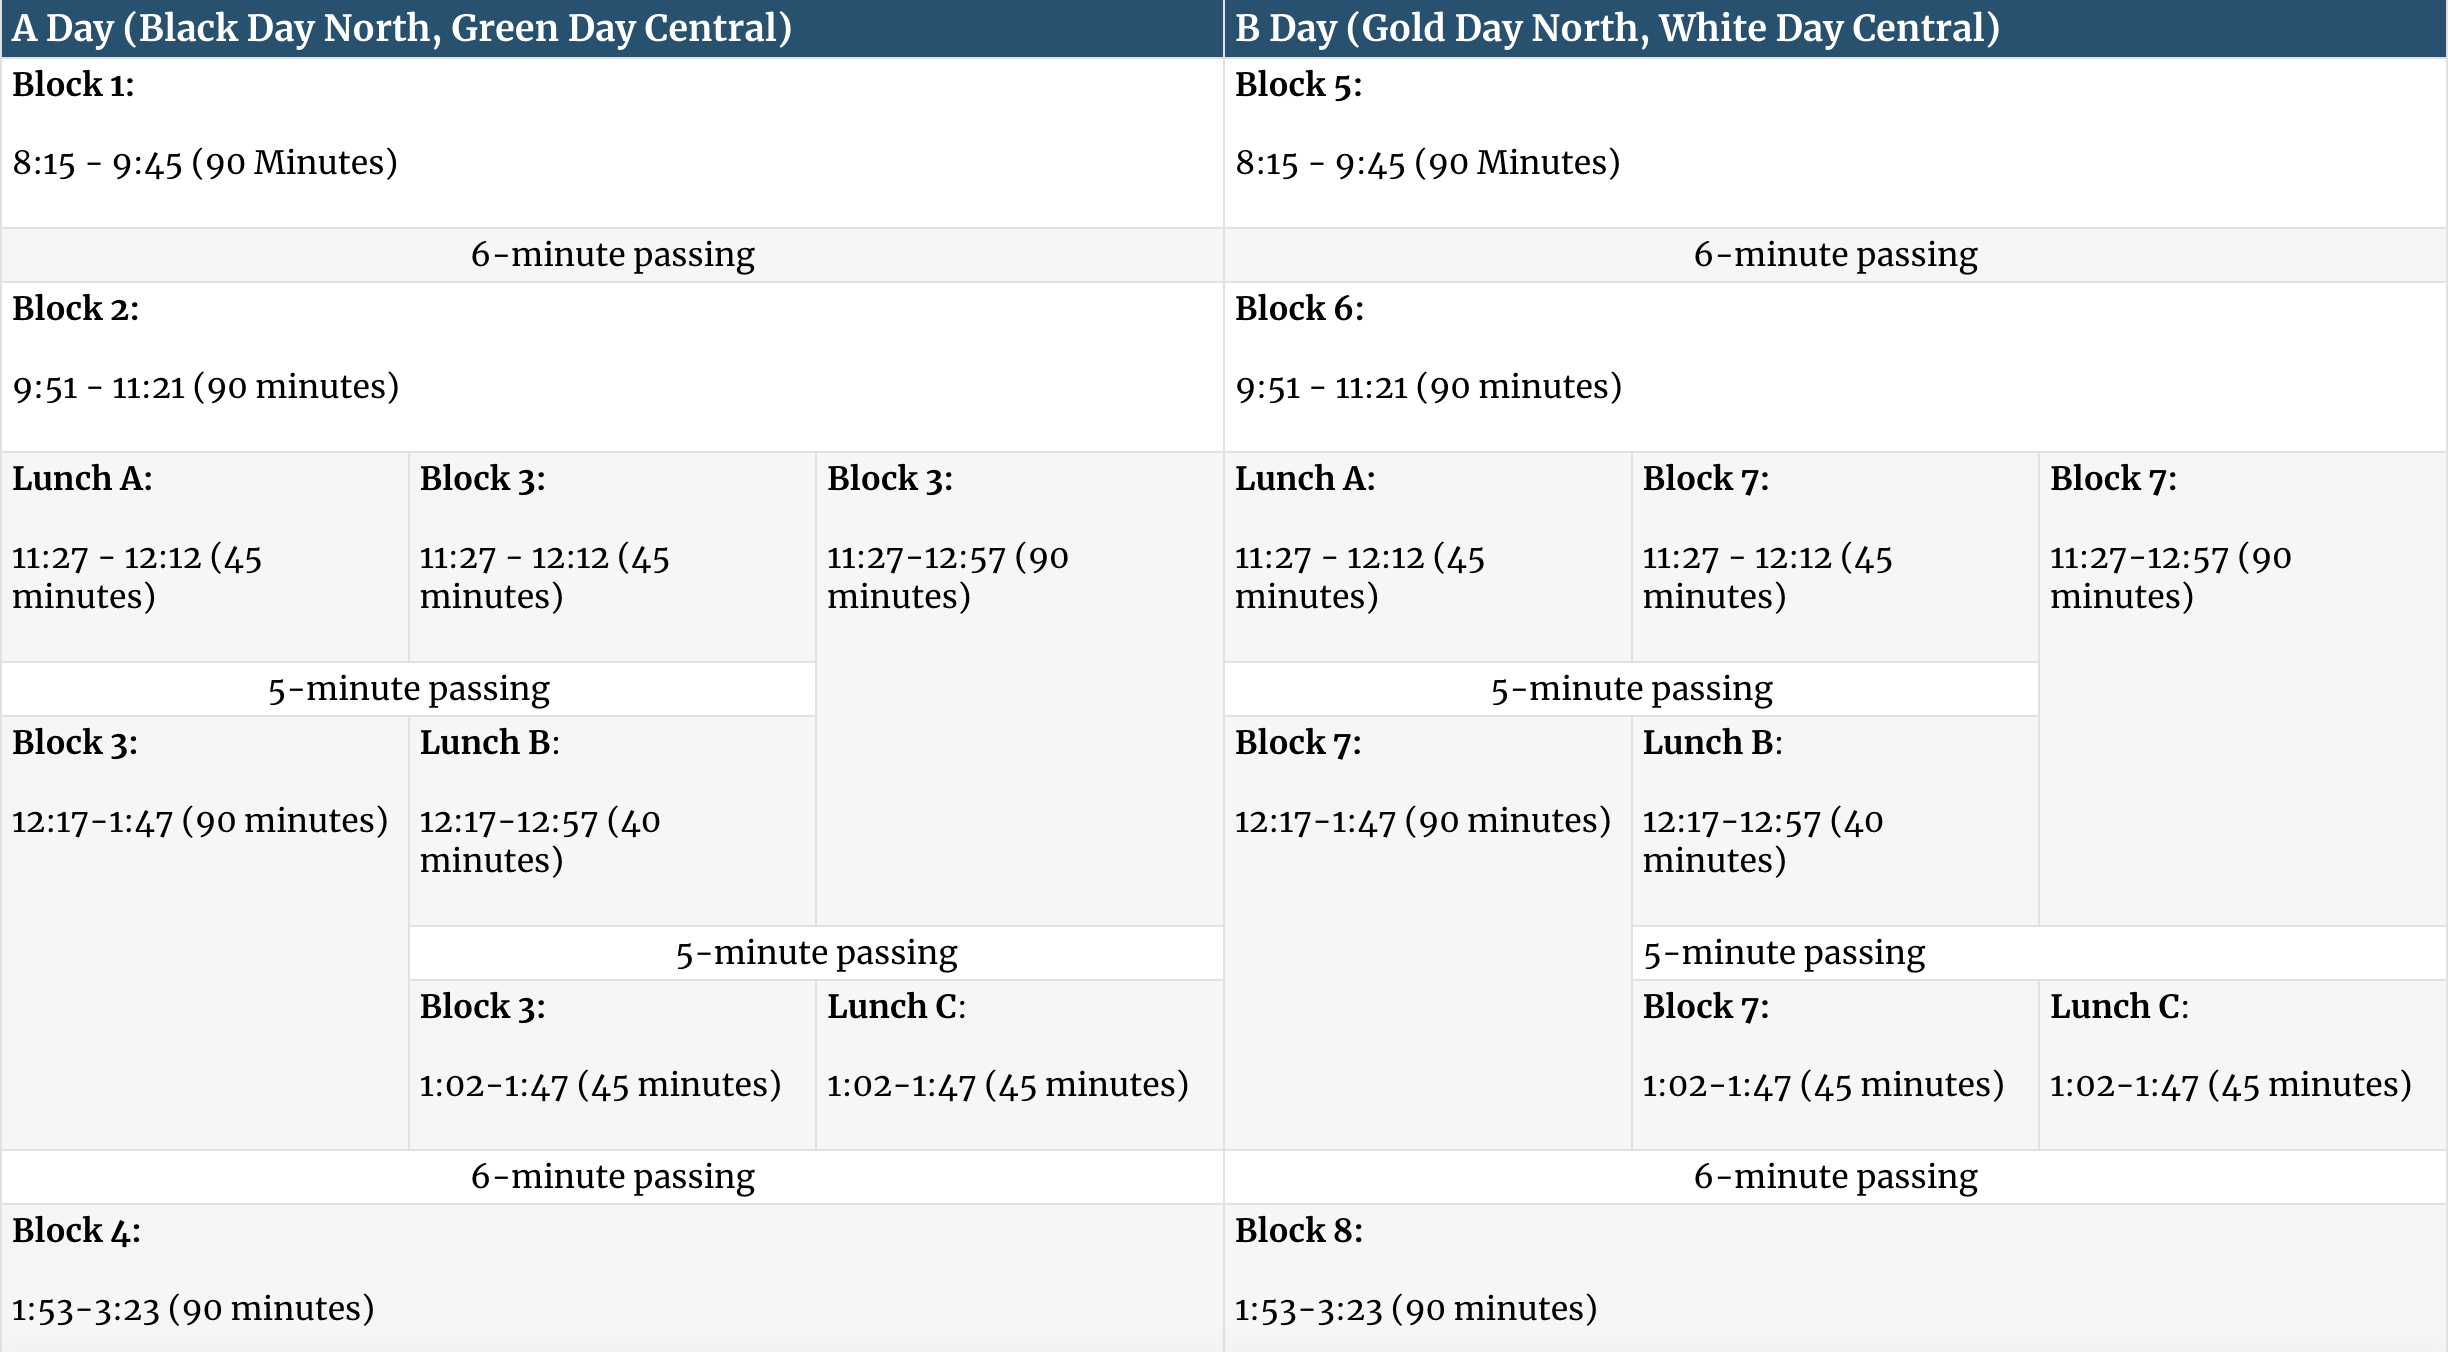 A Day (Black Day North, Green Day Central)
B Day (Gold Day North, White Day Central)
Block 1:
8:15 - 9:45 (90 Minutes)
Block 5:
8:15 - 9:45 (90 Minutes)
6-minute passing
6-minute passing
Block 2:
9:51 - 11:21 (90 minutes)
Block 6:
9:51 - 11:21 (90 minutes)
Lunch A:
11:27 - 12:12 (45
minutes)
Block 3:
11:27 - 12:12 (45
minutes)
Block 3:
11:27-12:57 (90
minutes)
Lunch A:
11:27 - 12:12 (45
minutes)
Block 7:
11:27 - 12:12 (45
minutes)
Block 7:
11:27-12:57 (90
minutes)
5-minute passing
5-minute passing
Block 3:
12:17-1:47 (90 minutes)
Lunch B:
12:17-12:57 (40
minutes)
Block 7:
12:17-1:47 (90 minutes)
Lunch B:
12:17-12:57 (40
minutes)
5-minute passing
5-minute passing
Block 3:
1:02-1:47 (45 minutes)
Lunch C:
1:02-1:47 (45 minutes)
Block 7:
1:02-1:47 (45 minutes)
Lunch C:
1:02-1:47 (45 minutes)
6-minute passing
6-minute passing
Block 4:
1:53-3:23 (90 minutes)
Block 8:
1:53-3:23 (90 minutes)